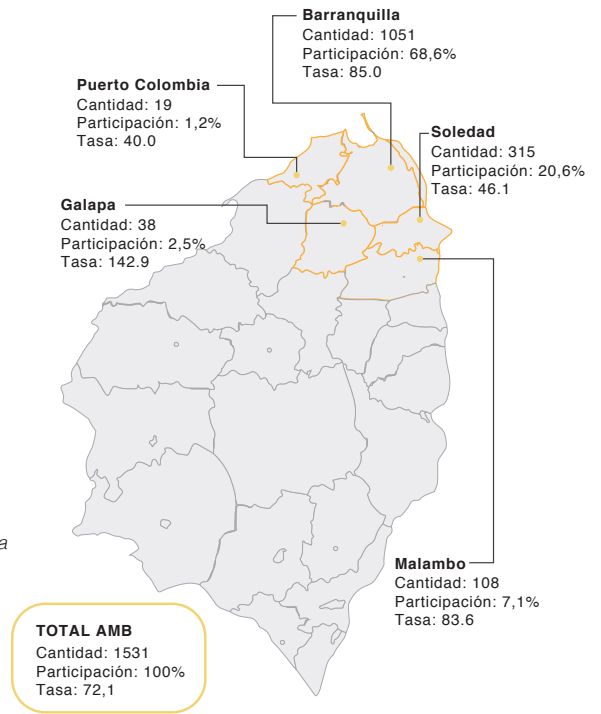 Barranquilla
Cantidad: 1051
Participación: 68,6%
Tasa: 85.0
Puerto Colombia
Cantidad: 19
Participación: 1,2%
Tasa: 40.0
Soledad
Cantidad: 315
Participación: 20,6%
Tasa: 46.1
Galapa
Cantidad: 38
Participación: 2,5%
Tasa: 142.9
a
Malambo
Cantidad: 108
Participación: 7,1%
Tasa: 83.6
TOTAL AMB
Cantidad: 1531
Participación: 100%
Tasa: 72,1